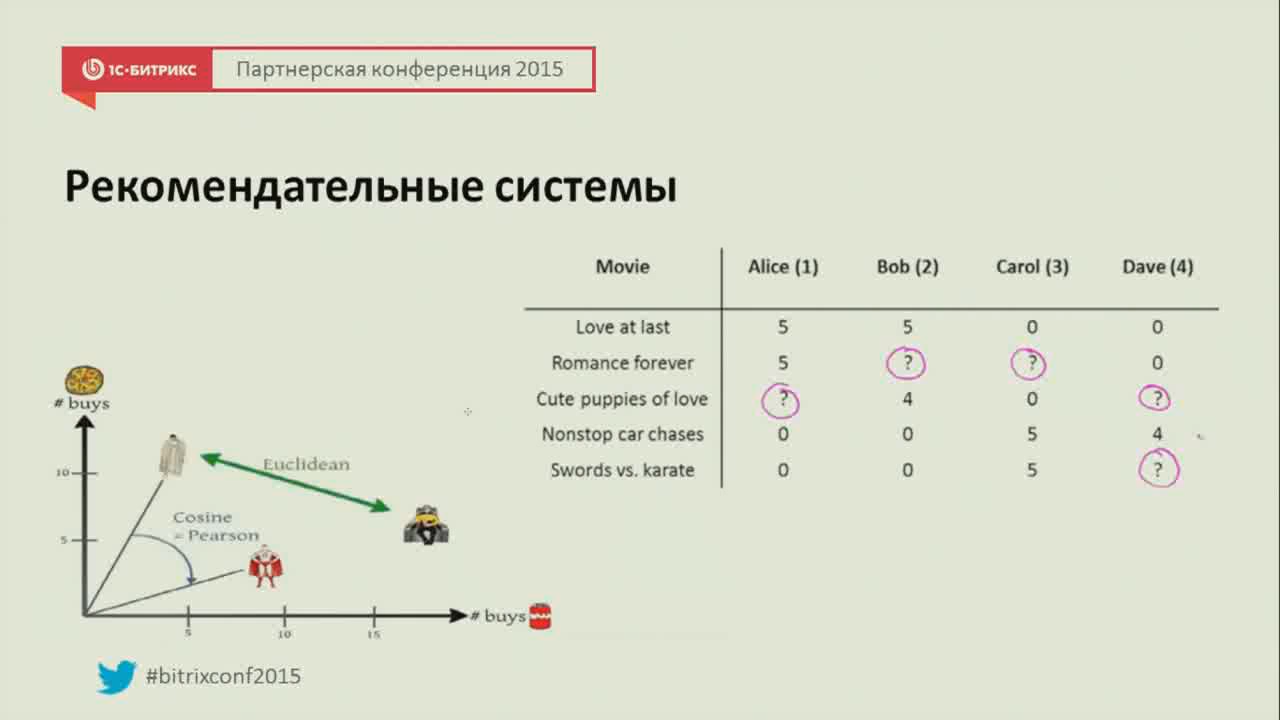 1С-БИТРИКС Партнерская конференция 2015
Рекомендательные системы
Movie Alice (1) Bob (2) Carol (3) Dave (4)
Love at last 5 5 0 0
Romance forever 5 ? ? 0
Cute puppies of love ? 4 0 ?
Nonstop car chases 0 0 5 4
Swords vs. karate 0 0 5 ?
# buys
10
5
Euclidean
Cosine
= Pearson
5 10 15
# buys
#bitrixconf2015